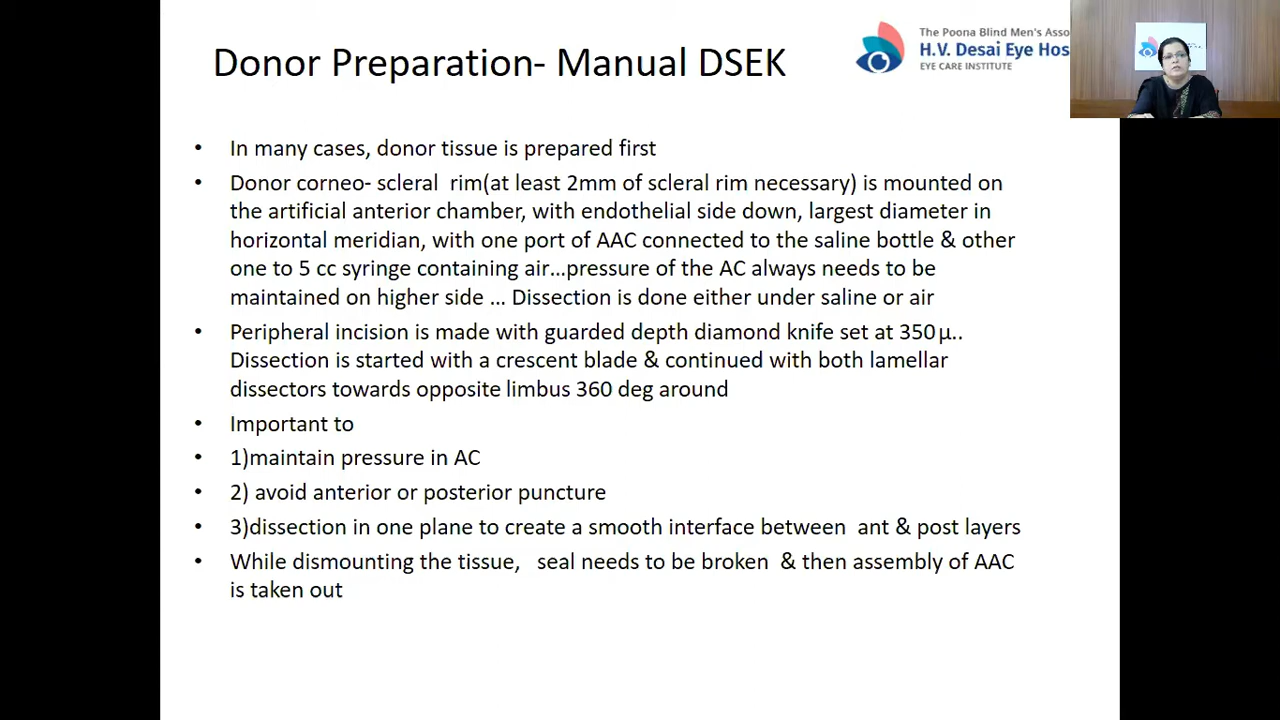 Donor Preparation- Manual DSEK
The Poona Blind Men's Asso
H.V. Desai Eye Hos
EYE CARE INSTITUTE
• In many cases, donor tissue is prepared first
• Donor corneo- scleral rim(at least 2mm of scleral rim necessary) is mounted on
the artificial anterior chamber, with endothelial side down, largest diameter in
horizontal meridian, with one port of AAC connected to the saline bottle & other
one to 5 cc syringe containing air...pressure of the AC always needs to be
maintained on higher side ... Dissection is done either under saline or air
• Peripheral incision is made with guarded depth diamond knife set at 350 µ..
Dissection is started with a crescent blade & continued with both lamellar
dissectors towards opposite limbus 360 deg around
• Important to
• 1)maintain pressure in AC
• 2) avoid anterior or posterior puncture
• 3)dissection in one plane to create a smooth interface between ant & post layers
• While dismounting the tissue, seal needs to be broken & then assembly of AAC
is taken out